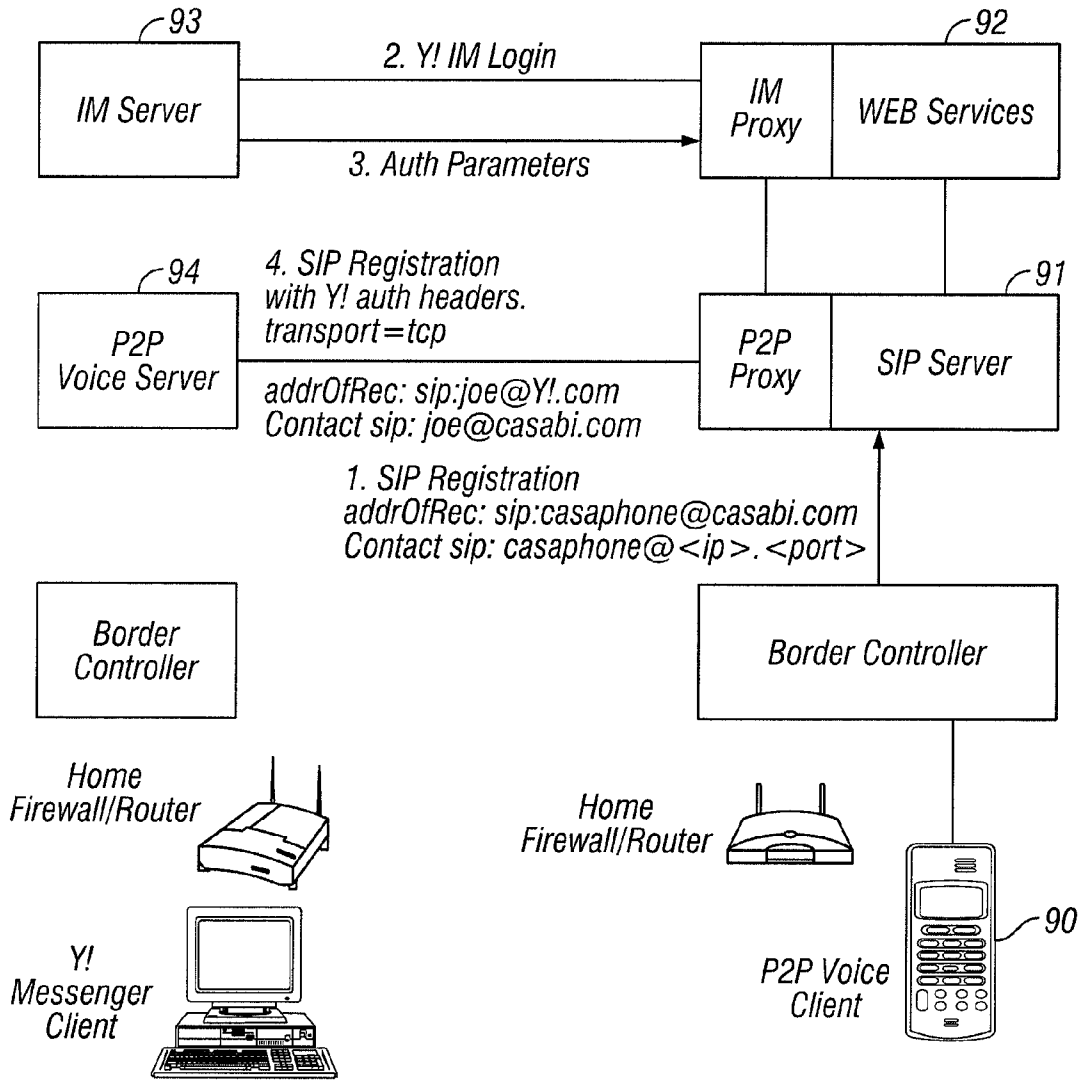 93
92
IM Server
2. Y! IM Login
3. Auth Parameters
IM
Proxy
WEB Services
94
91
P2P
Voice Server
4. SIP Registration
with Y! auth headers.
transport=tcp
addrOfRec: sip:joe@Y!.com
Contact sip: joe@casabi.com
P2P
Proxy
SIP Server
1. SIP Registration
addrOfRec: sip:casaphone@casabi.com
Contact sip: casaphone@<ip>.<port>
Border
Controller
Border Controller
Home
Firewall/Router
Home
Firewall/Router
Y!
Messenger
Client
P2P Voice
Client
90